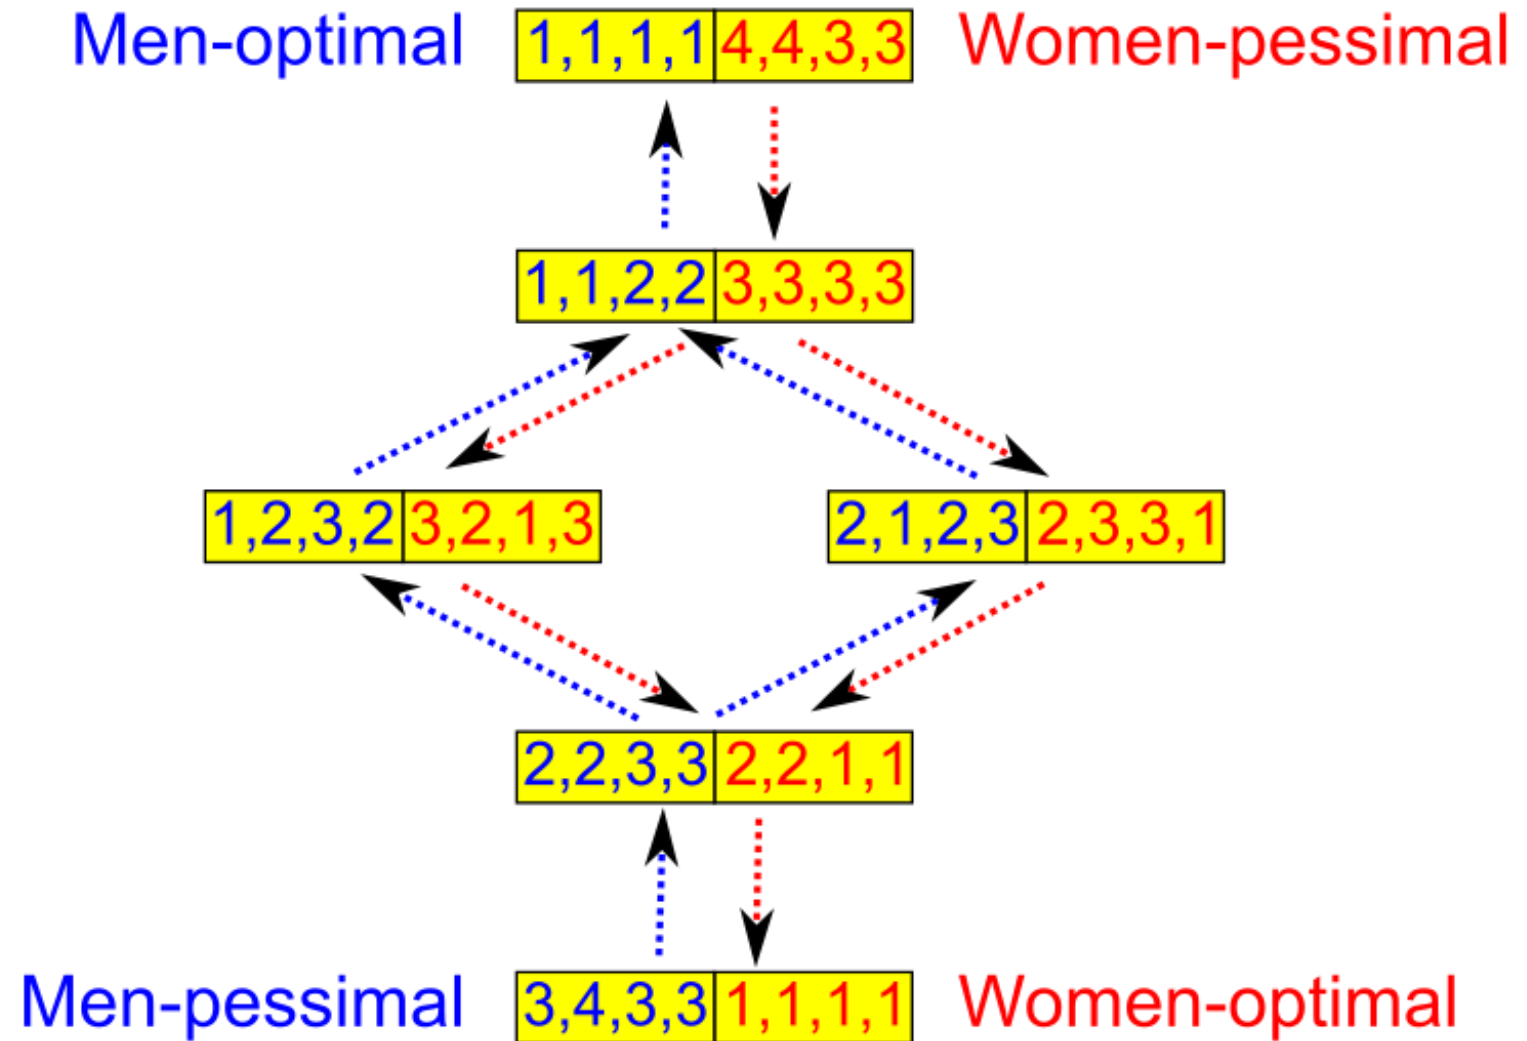 Men-optimal 1,1,1,1 4,4,3,3 Women-pessimal
1,1,2,2 3,3,3,3
1,2,3,2 3,2,1,3 2,1,2,3 2,3,3,1
2,2,3,3 2,2,1,1
Men-pessimal 3,4,3,3 1,1,1,1 Women-optimal